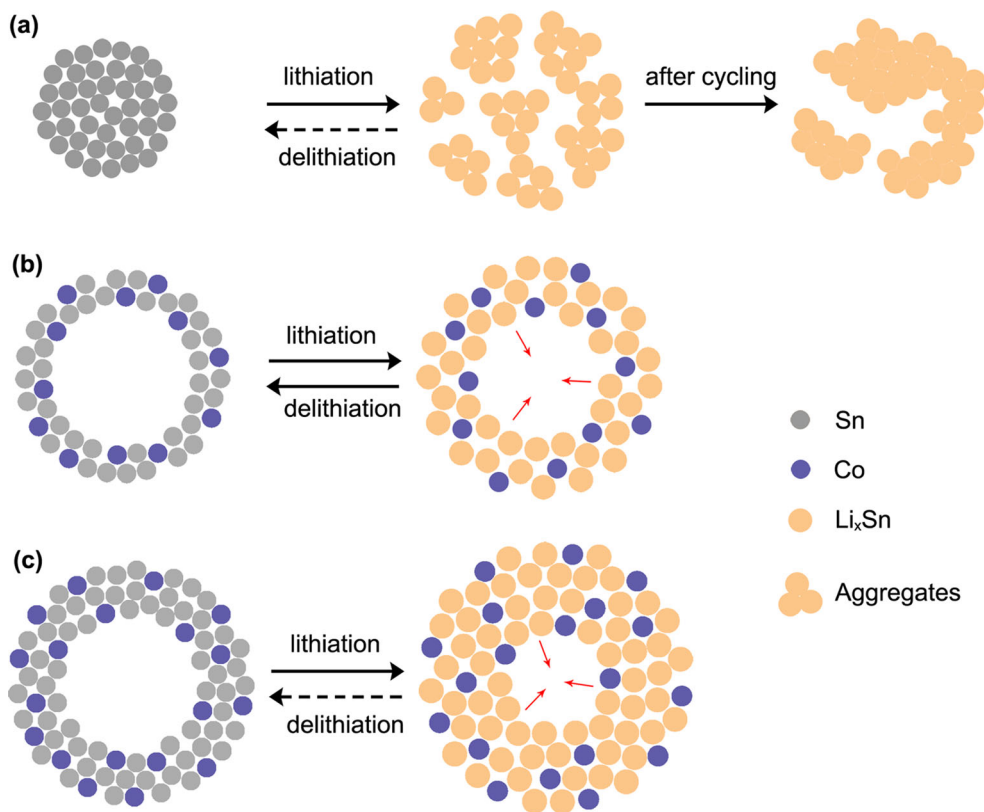 (a)
lithiation
delithiation
after cycling
(b)
lithiation
delithiation
Sn
Co
LiₓSn
Aggregates
(c)
lithiation
delithiation